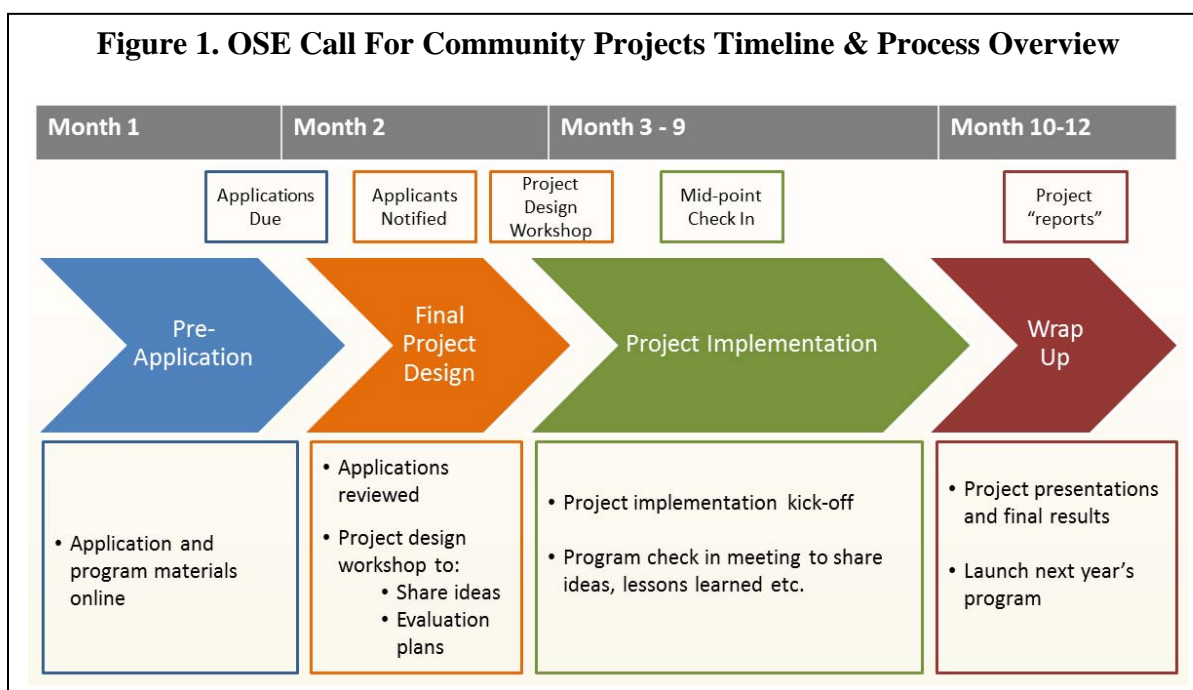 Figure 1. OSE Call For Community Projects Timeline & Process Overview
Month 1
Month 2
Month 3 - 9
Month 10-12
Applications
Due
Applicants
Notified
Project
Design
Workshop
Mid-point
Check In
Project
“reports”
Pre-
Application
Final
Project
Design
Project Implementation
Wrap
Up
• Application and
program materials
online
• Applications
reviewed
• Project design
workshop to:
• Share ideas
• Evaluation
plans
• Project implementation kick-off
• Program check in meeting to share
ideas, lessons learned etc.
• Project presentations
and final results
• Launch next year’s
program